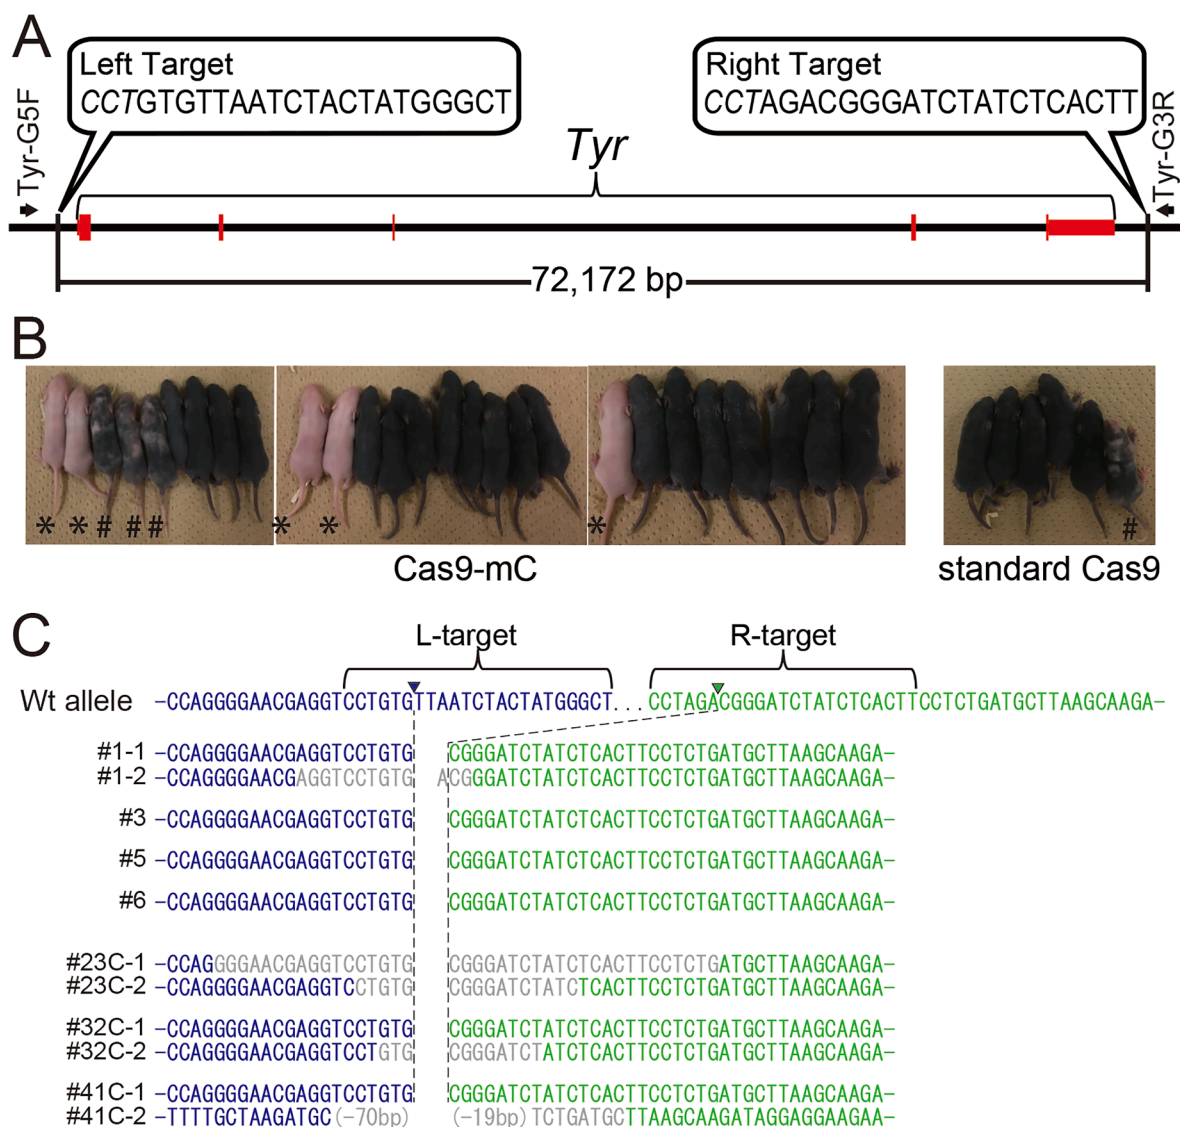 A
Left Target
CCTGTGTTAATCTACTATGGGCT
Right Target
CCTAGACGGGATCTATCTCACTT
Tyr-G5F
Tyr
Tyr-G3R
72,172 bp
B
* * # # #
* *
*
#
Cas9-mC
standard Cas9
C
L-target
R-target
Wt allele -CCAGGGGAACGAGGTCCTGTGTTAATCTACTATGGGCT...CCTAGACGGGATCTATCTCACTTCCTCTGATGCTTAAGCAAGA-
#1-1 -CCAGGGGAACGAGGTCCTGTG CGGGATCTATCTCACTTCCTCTGATGCTTAAGCAAGA-
#1-2 -CCAGGGGAACGAGGTCCTGTG ACGGGATCTATCTCACTTCCTCTGATGCTTAAGCAAGA-
#3 -CCAGGGGAACGAGGTCCTGTG CGGGATCTATCTCACTTCCTCTGATGCTTAAGCAAGA-
#5 -CCAGGGGAACGAGGTCCTGTG CGGGATCTATCTCACTTCCTCTGATGCTTAAGCAAGA-
#6 -CCAGGGGAACGAGGTCCTGTG CGGGATCTATCTCACTTCCTCTGATGCTTAAGCAAGA-
#23C-1 -CCAGGGGAACGAGGTCCTGTG CGGGATCTATCTCACTTCCTCTGATGCTTAAGCAAGA-
#23C-2 -CCAGGGGAACGAGGTCCTGTG CGGGATCTATCTCACTTCCTCTGATGCTTAAGCAAGA-
#32C-1 -CCAGGGGAACGAGGTCCTGTG CGGGATCTATCTCACTTCCTCTGATGCTTAAGCAAGA-
#32C-2 -CCAGGGGAACGAGGTCCTGTG CGGGATCTATCTCACTTCCTCTGATGCTTAAGCAAGA-
#41C-1 -CCAGGGGAACGAGGTCCTGTG CGGGATCTATCTCACTTCCTCTGATGCTTAAGCAAGA-
#41C-2 -TTTTGCTAAGATGC(-70bp) (-19bp)TCTGATGCTTAAGCAAGATAGGAGGAAGAA-